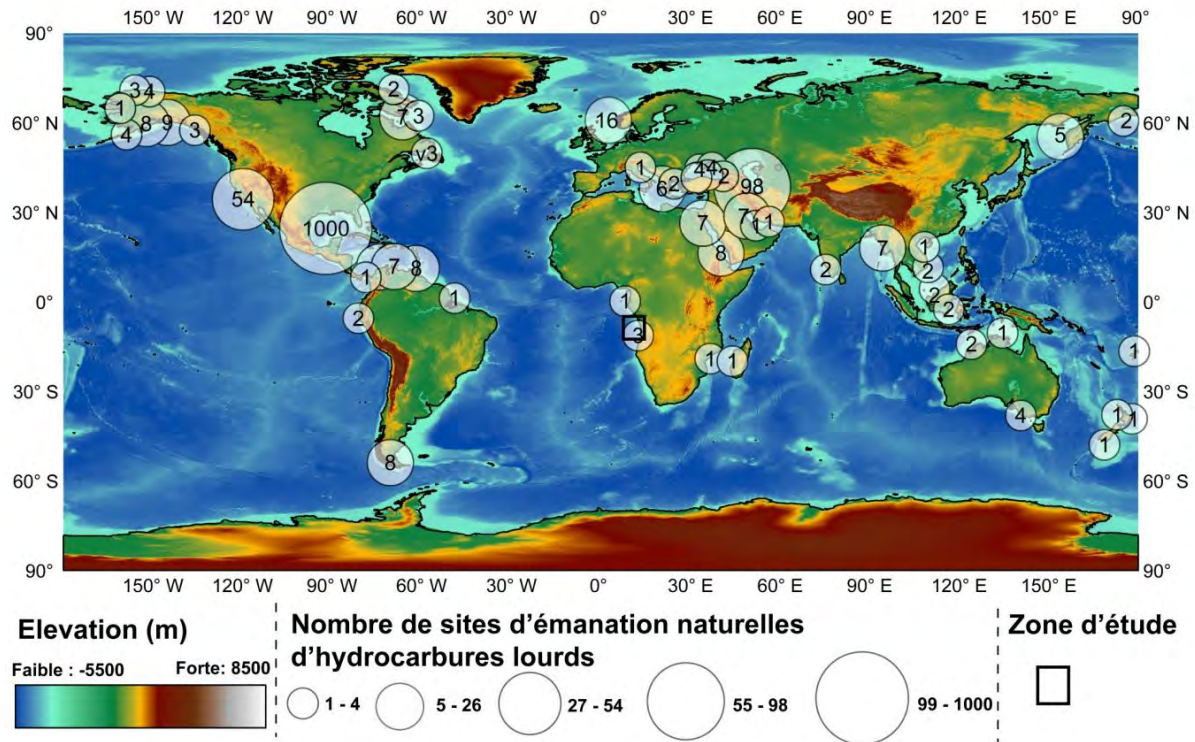 150° W 120° W 90° W 60° W 30° W 0° 30° E 60° E 90° E 120° E 150° E 90°
90° 90°
3 4 2
1 8 9 7 3 16 2
4 3 v3 5
1 4 14 2
6 2 98
54 1000 7 7 7 1
7 8 8 7 1
1 1 2 2
2 1 3 2 2
2 1 1
1 1
4 1 1
8 1
60° N 60° N
30° N 30° N
0° 0°
30° S 30° S
60° S 60° S
90° 90°
150° W 120° W 90° W 60° W 30° W 0° 30° E 60° E 90° E 120° E 150° E
Elevation (m)
Faible : -5500 Forte: 8500
Nombre de sites d'émanation naturelles
d'hydrocarbures lourds
1 - 4 5 - 26 27 - 54 55 - 98 99 - 1000
Zone d'étude